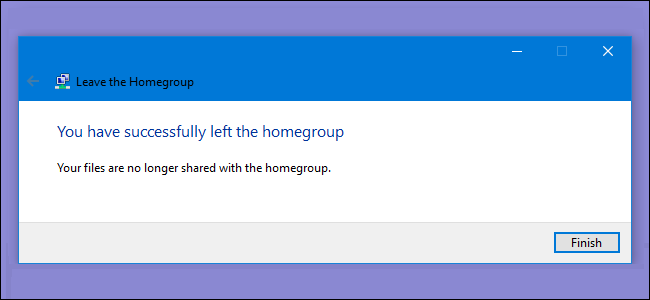 Leave the Homegroup
You have successfully left the homegroup
Your files are no longer shared with the homegroup.
Finish